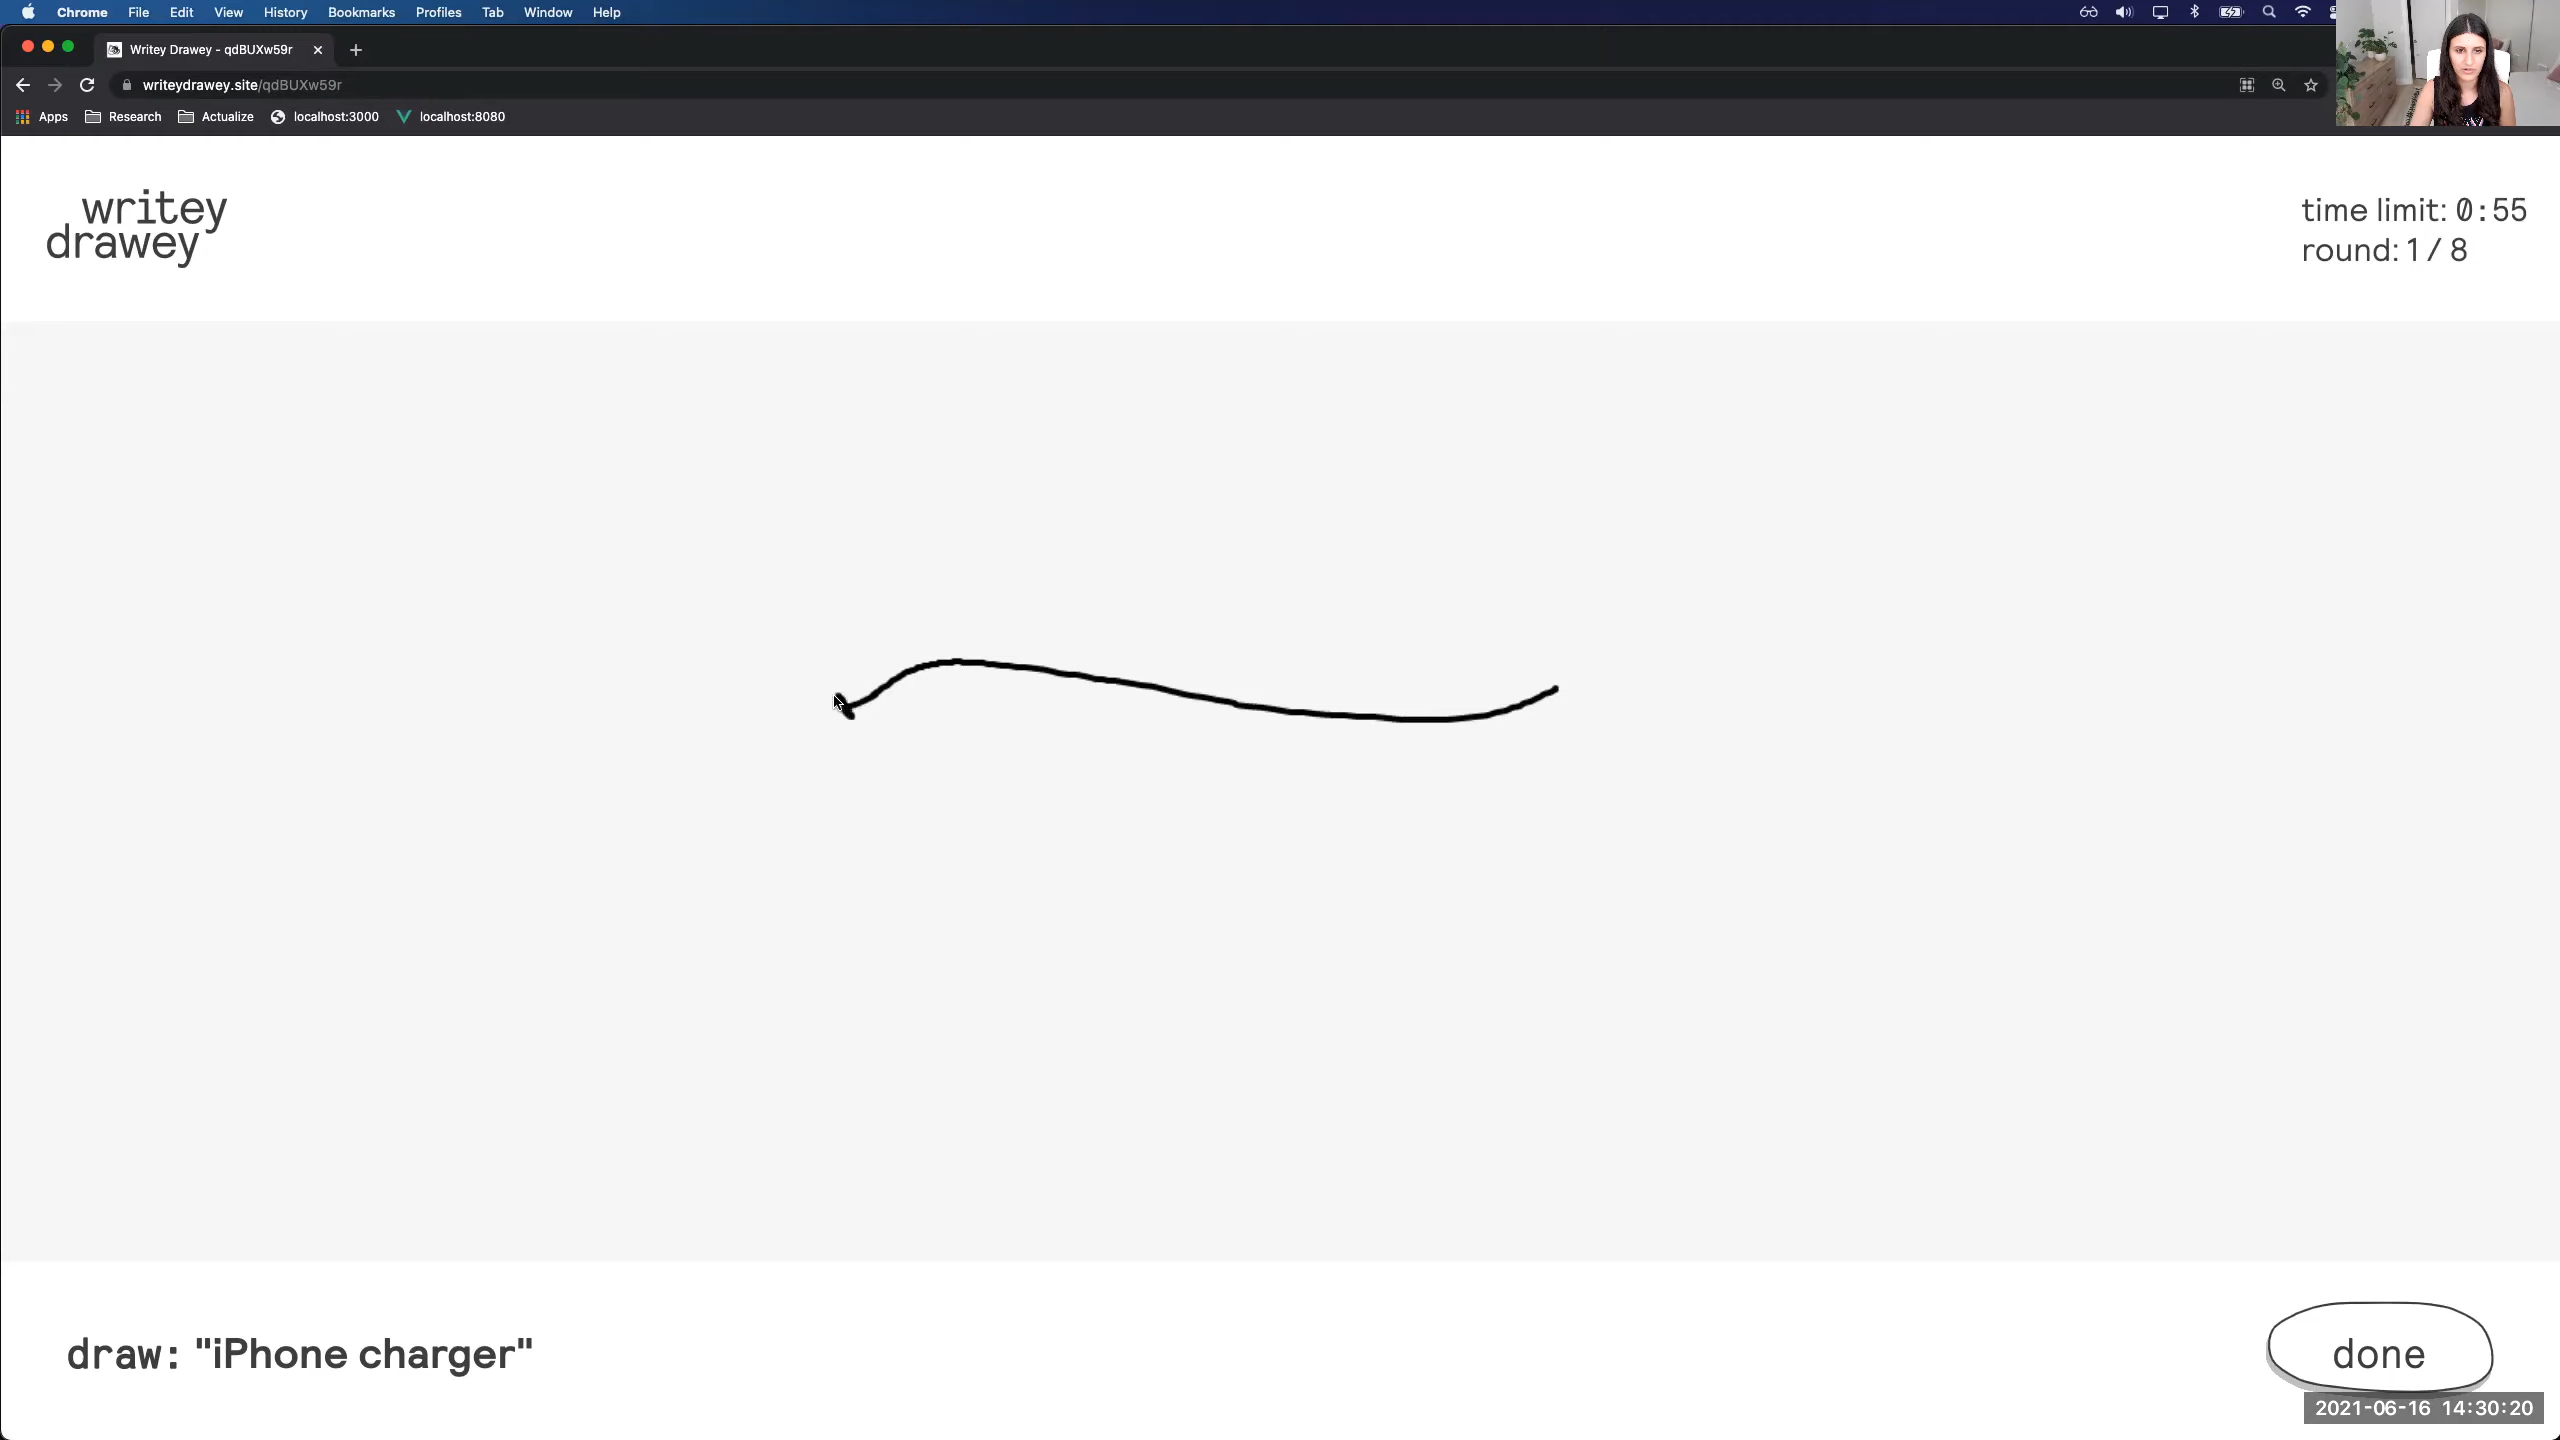 Chrome File Edit View History Bookmarks Profiles Tab Window Help
Writey Drawey - qdBUXw59r
writeydrawey.site/qdBUXw59r
Apps Research Actualize localhost:3000 localhost:8080
writey
drawey
time limit: 0:55
round: 1 / 8
draw: "iPhone charger"
done
2021-06-16 14:30:20